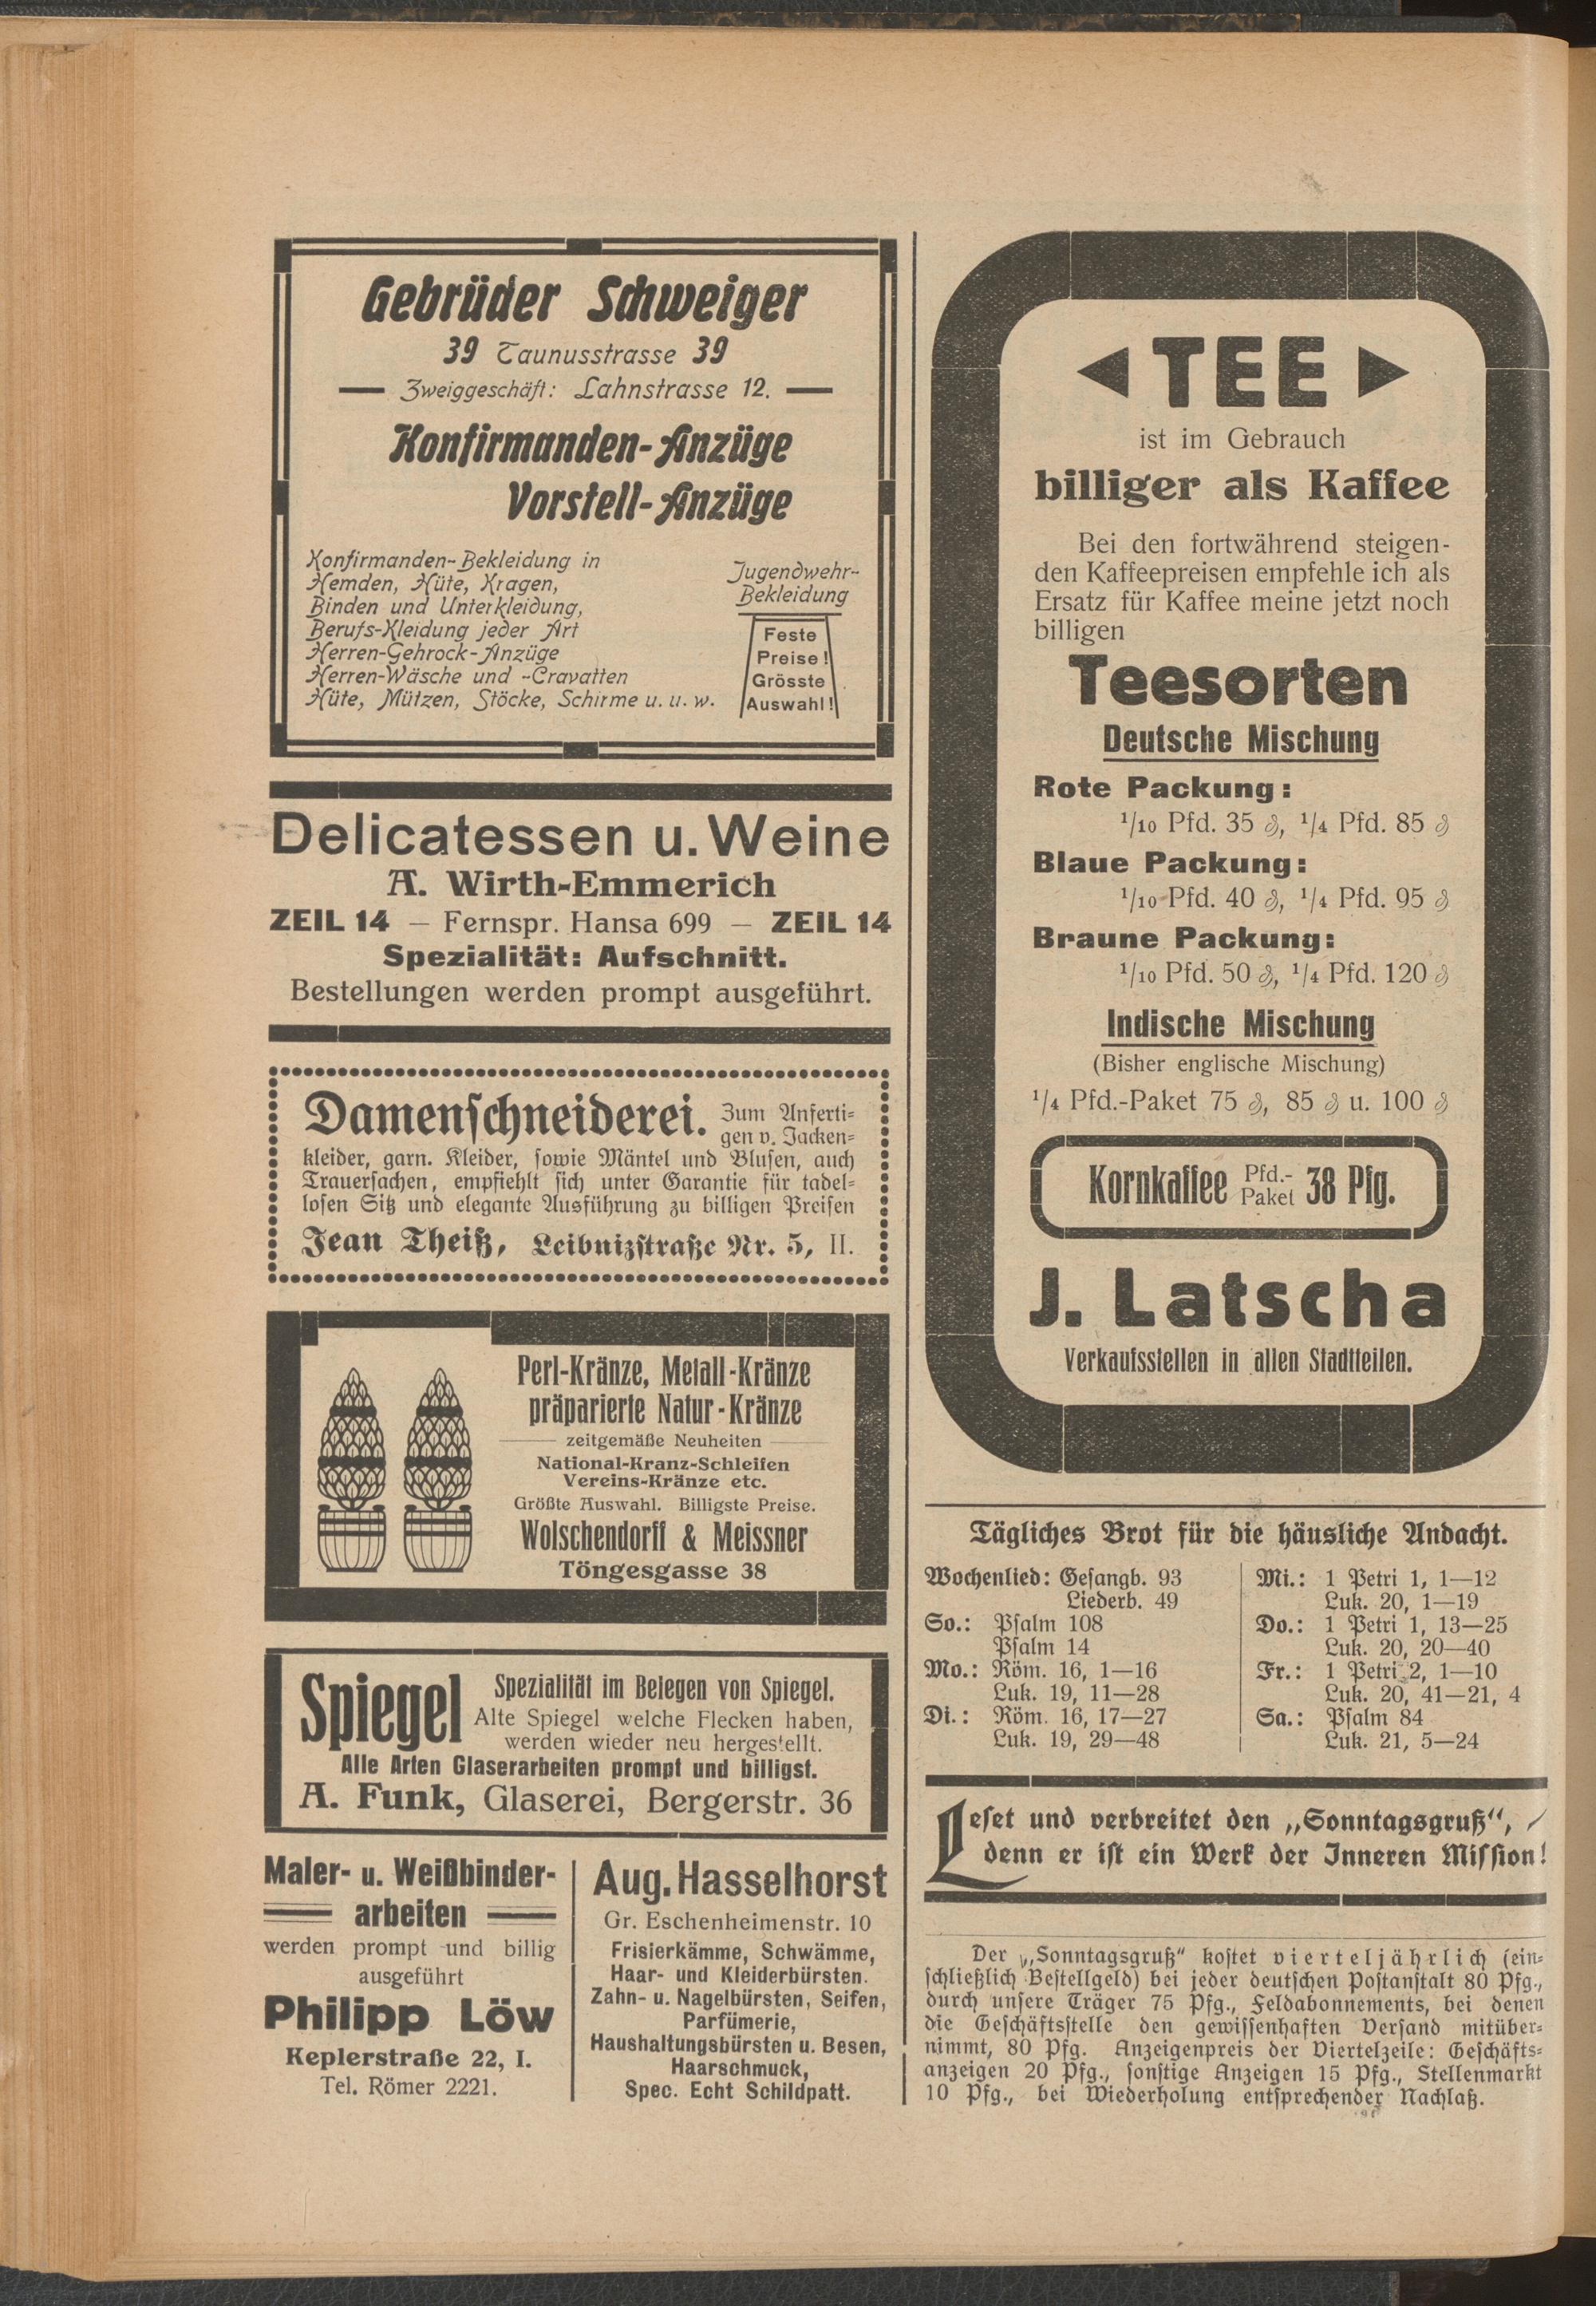 Gebrüder Schweiger
39 Taunusstrasse 39
Zweiggeschäft: Lahnstrasse 12.
Konfirmanden-Anzüge
Vorstell-Anzüge
Konfirmanden-Bekleidung in
Hemden, Hüte, Kragen,
Binden und Unterkleidung,
Berufs-Kleidung jeder Art
Herren-Gehrock-Anzüge
Herren-Wäsche und -Cravatten
Hüte, Mützen, Stöcke, Schirme u. u. w.
Jugendwehr-
Bekleidung
Feste
Preise!
Grösste
Auswahl!
Delicatessen u. Weine
A. Wirth-Emmerich
ZEIL 14 — Fernspr. Hansa 699 — ZEIL 14
Spezialität: Aufschnitt.
Bestellungen werden prompt ausgeführt.
Damenschneiderei. Zum Anferti-
gen v. Jacken-
kleider, garn. Kleider, sowie Mäntel und Blusen, auch
Trauersachen, empfiehlt sich unter Garantie für tadel-
losen Sitz und elegante Ausführung zu billigen Preisen
Jean Theiß, Leibnizstraße Nr. 5, II.
Perl-Kränze, Metall-Kränze
präparierte Natur-Kränze
zeitgemäße Neuheiten
National-Kranz-Schleifen
Vereins-Kränze etc.
Größte Auswahl. Billigste Preise.
Wolschendorff & Meissner
Töngesgasse 38
Spiegel
Spezialität im Belegen von Spiegel.
Alte Spiegel welche Flecken haben,
werden wieder neu hergestellt.
Alle Arten Glaserarbeiten prompt und billigst.
A. Funk, Glaserei, Bergerstr. 36
Maler- u. Weißbinder-
arbeiten
werden prompt und billig
ausgeführt
Philipp Löw
Keplerstraße 22, I.
Tel. Römer 2221.
Aug. Hasselhorst
Gr. Eschenheimenstr. 10
Frisierkämme, Schwämme,
Haar- und Kleiderbürsten.
Zahn- u. Nagelbürsten, Seifen,
Parfümerie,
Haushaltungsbürsten u. Besen,
Haarschmuck,
Spec. Echt Schildpatt.
TEE
ist im Gebrauch
billiger als Kaffee
Bei den fortwährend steigen-
den Kaffeepreisen empfehle ich als
Ersatz für Kaffee meine jetzt noch
billigen
Teesorten
Deutsche Mischung
Rote Packung:
1/10 Pfd. 35 ₰, 1/4 Pfd. 85 ₰
Blaue Packung:
1/10 Pfd. 40 ₰, 1/4 Pfd. 95 ₰
Braune Packung:
1/10 Pfd. 50 ₰, 1/4 Pfd. 120 ₰
Indische Mischung
(Bisher englische Mischung)
1/4 Pfd.-Paket 75 ₰, 85 ₰ u. 100 ₰
Kornkaffee Pfd.-Paket 38 Pfg.
J. Latscha
Verkaufsstellen in allen Stadtteilen.
Tägliches Brot für die häusliche Andacht.
Wochenlied: Gesangb. 93
Liederb. 49
So.: Psalm 108
Psalm 14
Mo.: Röm. 16, 1—16
Luk. 19, 11—28
Di.: Röm. 16, 17—27
Luk. 19, 29—48
Mi.: 1 Petri 1, 1—12
Luk. 20, 1—19
Do.: 1 Petri 1, 13—25
Luk. 20, 20—40
Fr.: 1 Petri 2, 1—10
Luk. 20, 41—21, 4
Sa.: Psalm 84
Luk. 21, 5—24
Leset und verbreitet den „Sonntagsgruß“,
denn er ist ein Werk der Inneren Mission!
Der „Sonntagsgruß“ kostet vierteljährlich (ein-
schließlich Bestellgeld) bei jeder deutschen Postanstalt 80 Pfg.,
durch unsere Träger 75 Pfg., Feldabonnements, bei denen
die Geschäftsstelle den gewissenhaften Versand mitüber-
nimmt, 80 Pfg. Anzeigenpreis der Viertelzeile: Geschäfts-
anzeigen 20 Pfg., sonstige Anzeigen 15 Pfg., Stellenmarkt
10 Pfg., bei Wiederholung entsprechender Nachlaß.